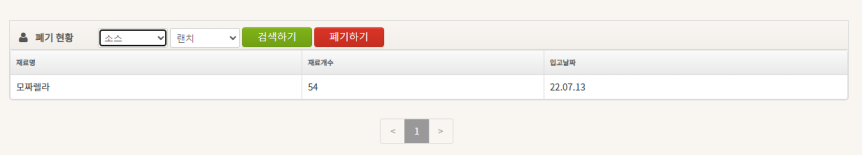 폐기 현황 소스 랜치 검색하기 폐기하기
재료명 재료개수 입고날짜
모짜렐라 54 22.07.13
< 1 >